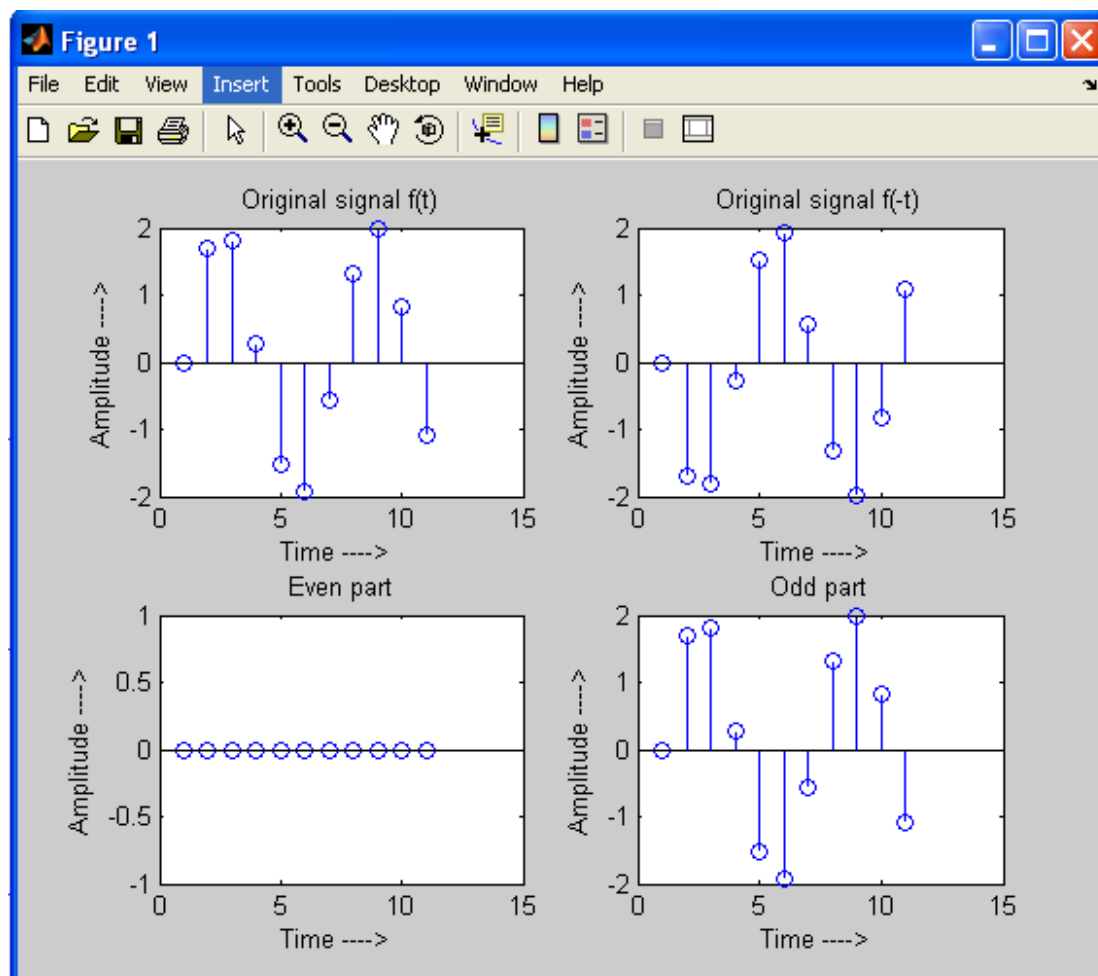 Figure 1
File Edit View Insert Tools Desktop Window Help
Original signal f(t)
Amplitude ---->
2
1
0
-1
-2
0 5 10 15
Time ---->
Original signal f(-t)
Amplitude ---->
2
1
0
-1
-2
0 5 10 15
Time ---->
Even part
Amplitude ---->
1
0.5
0
-0.5
-1
0 5 10 15
Time ---->
Odd part
Amplitude ---->
2
1
0
-1
-2
0 5 10 15
Time ---->